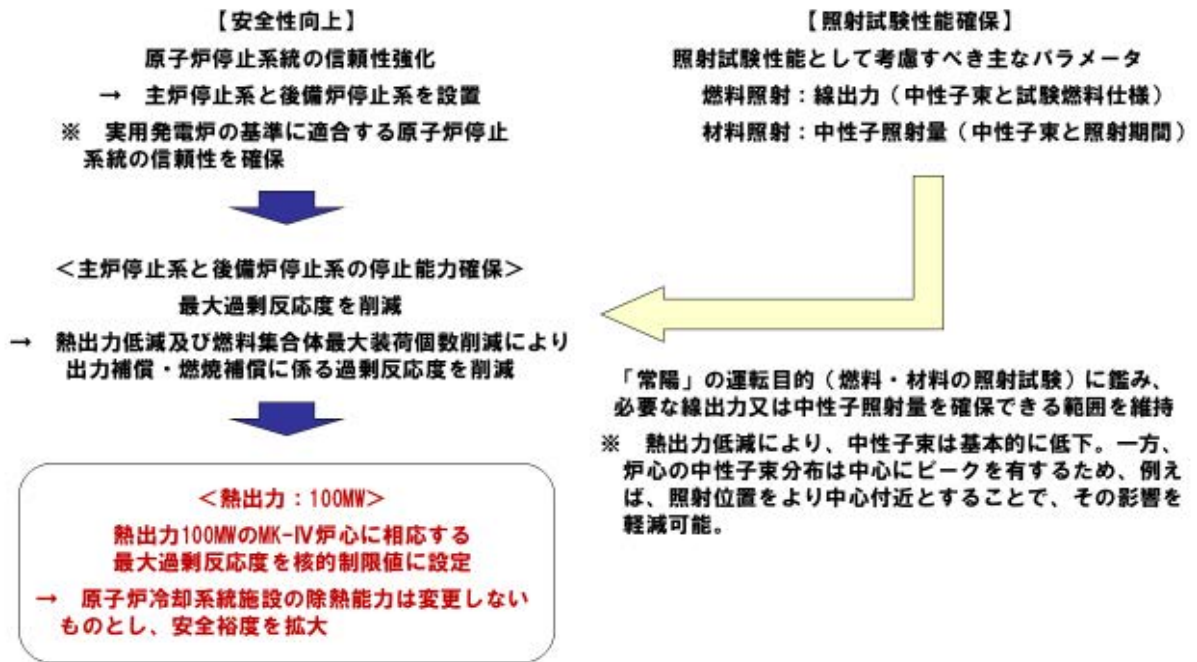 【安全性向上】
原子炉停止系統の信頼性強化
→ 主炉停止系と後備炉停止系を設置
※ 実用発電炉の基準に適合する原子炉停止
系統の信頼性を確保
＜主炉停止系と後備炉停止系の停止能力確保＞
最大過剰反応度を削減
→ 熱出力低減及び燃料集合体最大装荷個数削減により
出力補償・燃焼補償に係る過剰反応度を削減
＜熱出力：100MW＞
熱出力100MWのMK-Ⅳ炉心に相応する
最大過剰反応度を核的制限値に設定
→ 原子炉冷却系統施設の除熱能力は変更しない
ものとし、安全裕度を拡大
【照射試験性能確保】
照射試験性能として考慮すべき主なパラメータ
燃料照射：線出力（中性子束と試験燃料仕様）
材料照射：中性子照射量（中性子束と照射期間）
「常陽」の運転目的（燃料・材料の照射試験）に鑑み、
必要な線出力又は中性子照射量を確保できる範囲を維持
※ 熱出力低減により、中性子束は基本的に低下。一方、
炉心の中性子束分布は中心にピークを有するため、例え
ば、照射位置をより中心付近とすることで、その影響を
軽減可能。